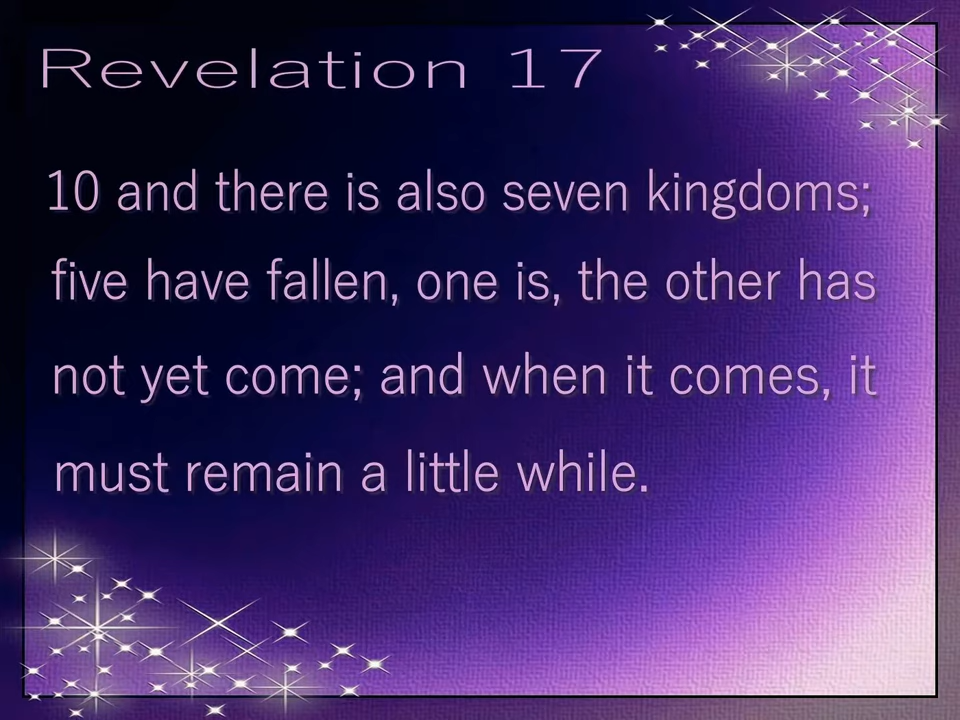 Revelation 17
10 and there is also seven kingdoms;
five have fallen, one is, the other has
not yet come; and when it comes, it
must remain a little while.